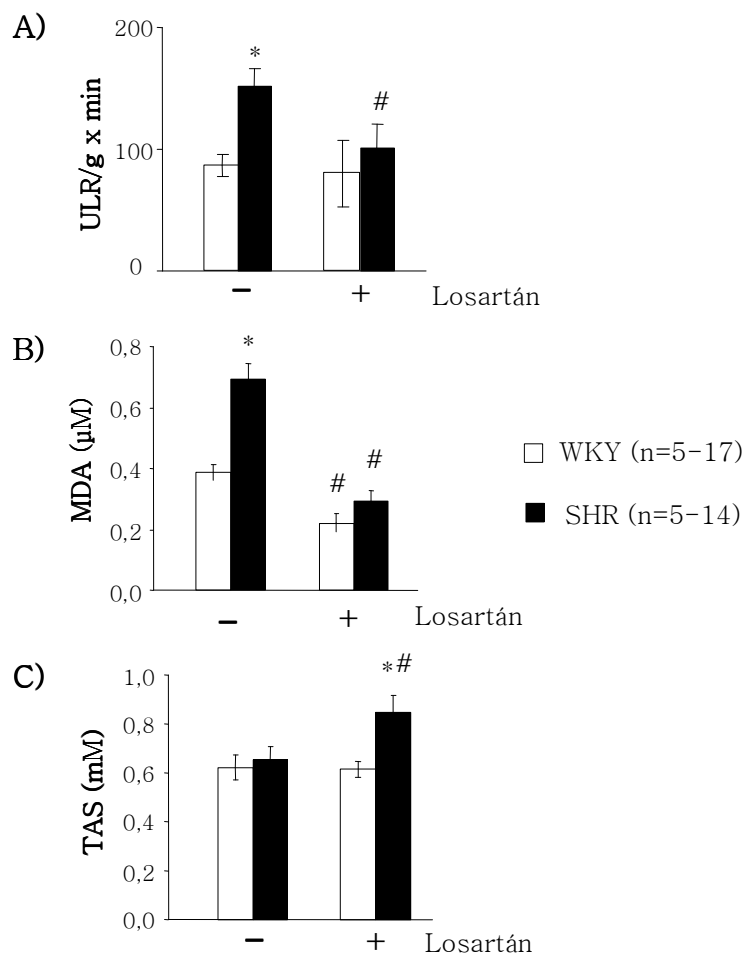 A)
200
100
0
ULR/g x min
*
#
− + Losartán
B)
0,8
0,6
0,4
0,2
0,0
MDA (µM)
*
# #
− + Losartán
WKY (n=5-17)
SHR (n=5-14)
C)
1,0
0,8
0,6
0,4
0,2
0,0
TAS (mM)
*#
− + Losartán